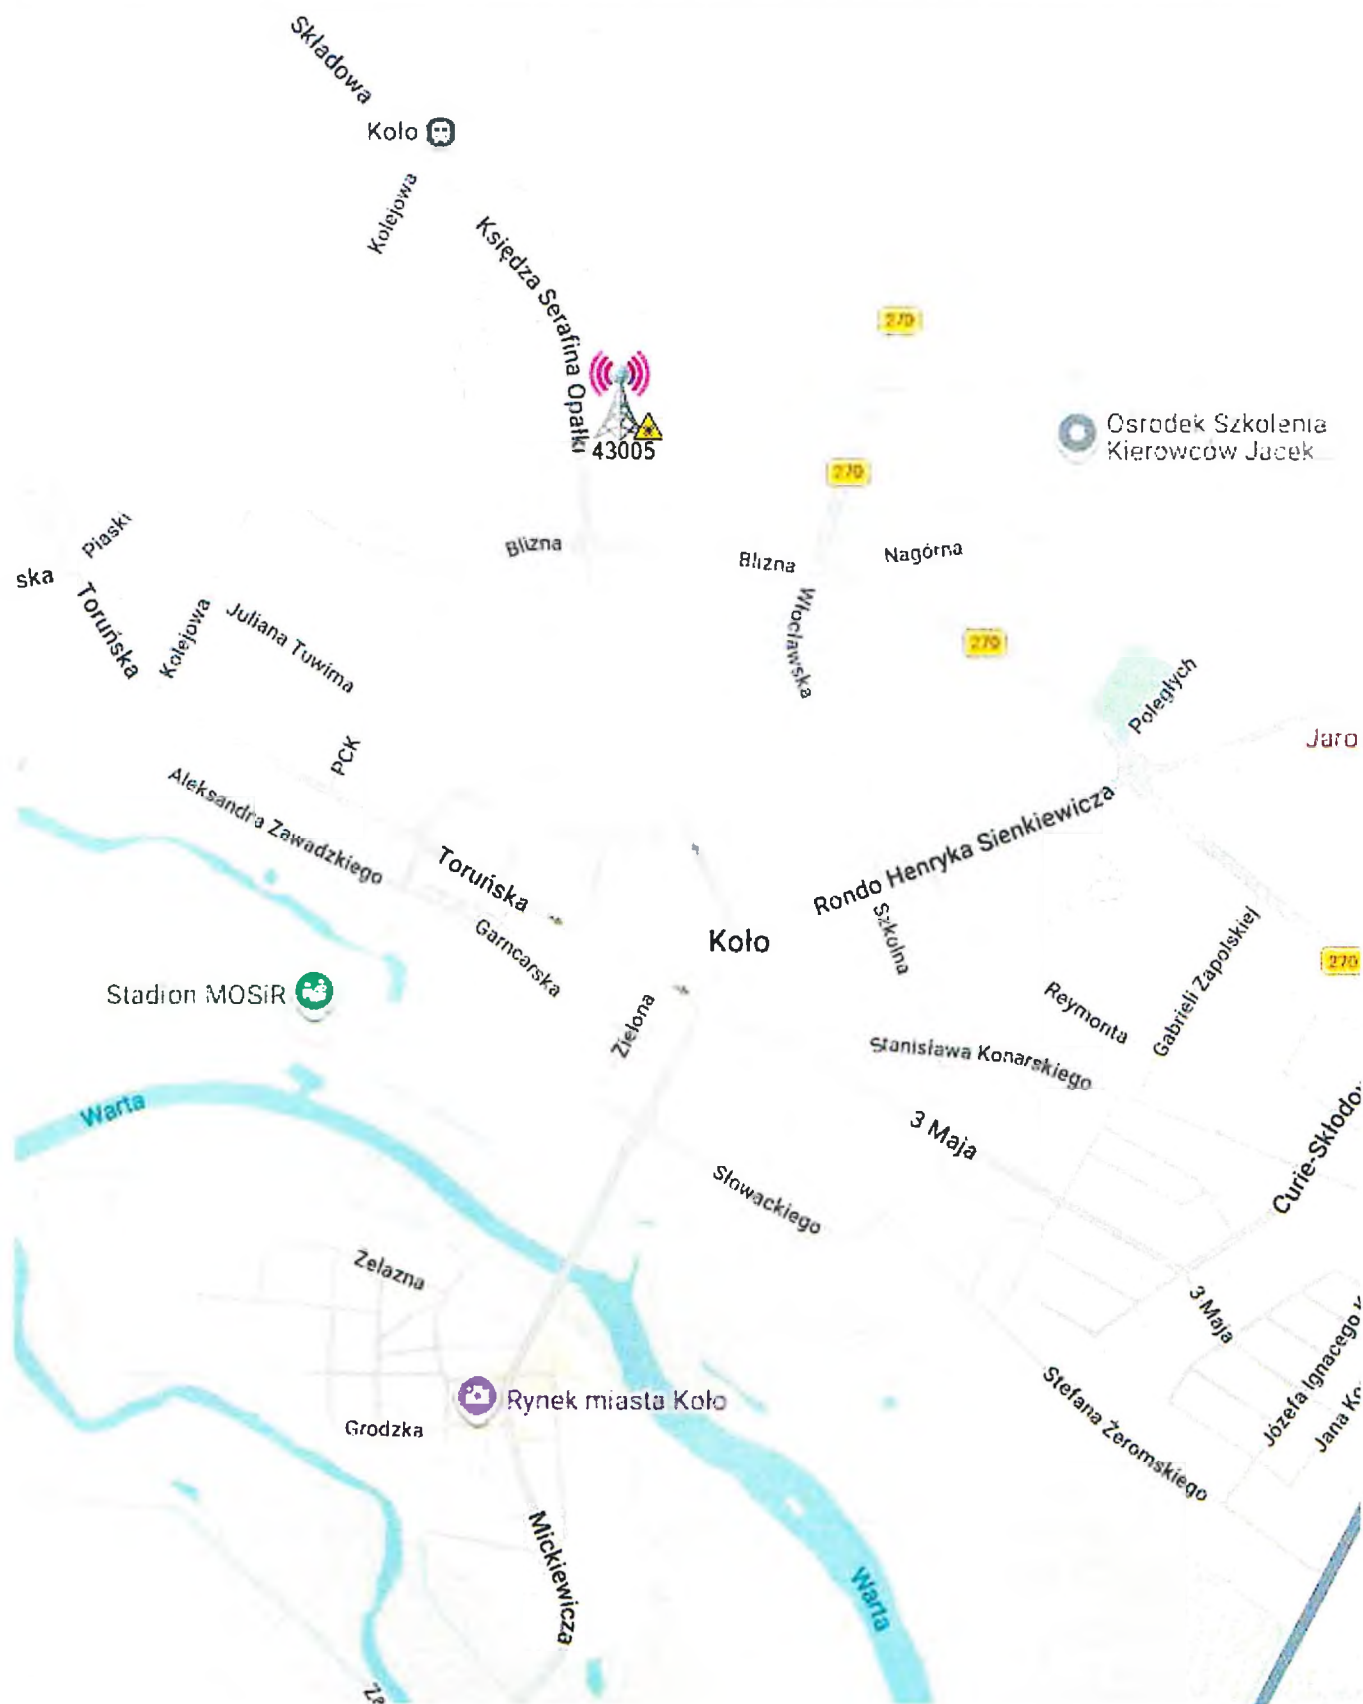 Składowa
Koło
Kolejowa
Księdza Serafina Opałki
270
43005
Osrodek Szkolenia
Kierowcow Jacek
270
Piaski
Blizna
Blizna
Nagórna
ska
Toruńska
Kolejowa
Juliana Tuwima
Włocławska
270
Poległych
Jaro
PCK
Aleksandra Zawadzkiego
Toruńska
Rondo Henryka Sienkiewicza
Garncarska
Koło
Szkolna
Gabrieli Zapolskiej
270
Stadion MOSiR
Zielona
Reymonta
Stanisława Konarskiego
Warta
3 Maja
Curie-Skłodo
Słowackiego
Żelazna
3 Maja
Józefa Ignacego K
Jana Ko
Rynek miasta Koło
Grodzka
Stefana Żeromskiego
Mickiewicza
Warta